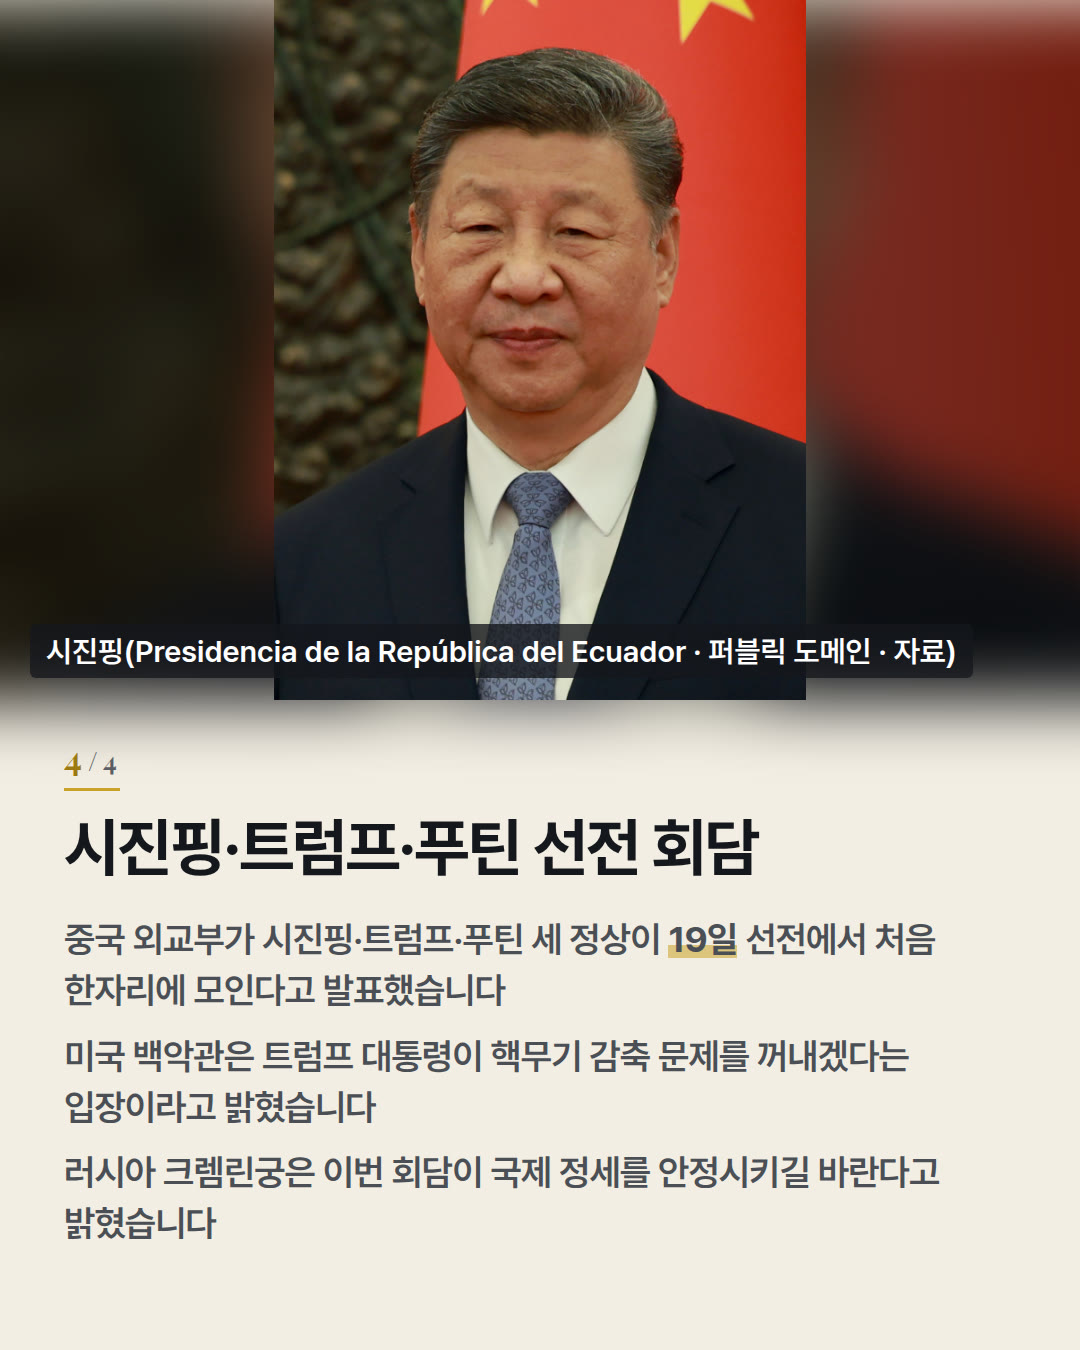 시진핑(Presidencia de la República del Ecuador · 퍼블릭 도메인 · 자료)
4 / 4
시진핑·트럼프·푸틴 선전 회담
중국 외교부가 시진핑·트럼프·푸틴 세 정상이 19일 선전에서 처음
한자리에 모인다고 발표했습니다
미국 백악관은 트럼프 대통령이 핵무기 감축 문제를 꺼내겠다는
입장이라고 밝혔습니다
러시아 크렘린궁은 이번 회담이 국제 정세를 안정시키길 바란다고
밝혔습니다